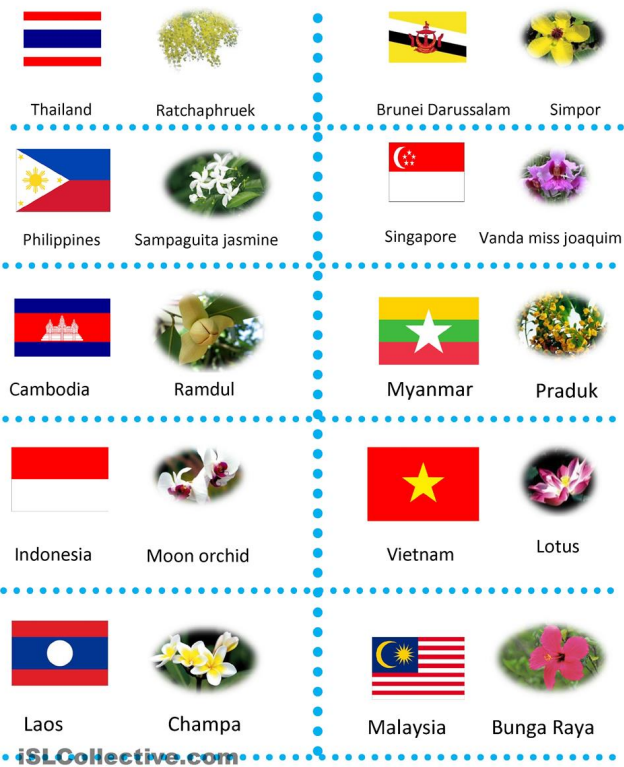 Thailand Ratchaphruek Brunei Darussalam Simpor
Philippines Sampaguita jasmine Singapore Vanda miss joaquim
Cambodia Ramdul Myanmar Praduk
Indonesia Moon orchid Vietnam Lotus
Laos Champa Malaysia Bunga Raya
iSLCollective.com